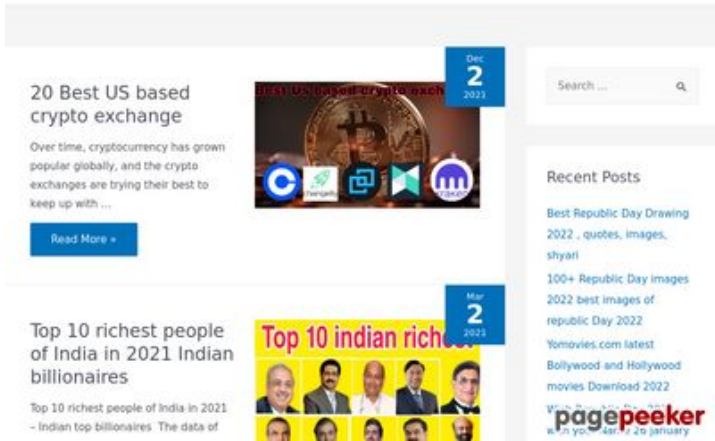 20 Best US based
crypto exchange
Over time, cryptocurrency has grown
popular globally, and the crypto
exchanges are trying their best to
keep up with ...
Read More »
Best Us based crypto exch
kraken
Dec
2
2021
Top 10 richest people
of India in 2021 Indian
billionaires
Top 10 richest people of India in 2021
– Indian top billionaires The data of
Top 10 indian rich
Mar
2
2021
Search ...
Recent Posts
Best Republic Day Drawing
2022 , quotes, images,
shyari
100+ Republic Day images
2022 best images of
republic Day 2022
Yomovies.com latest
Bollywood and Hollywood
movies Download 2022
26 january
pagepeeker